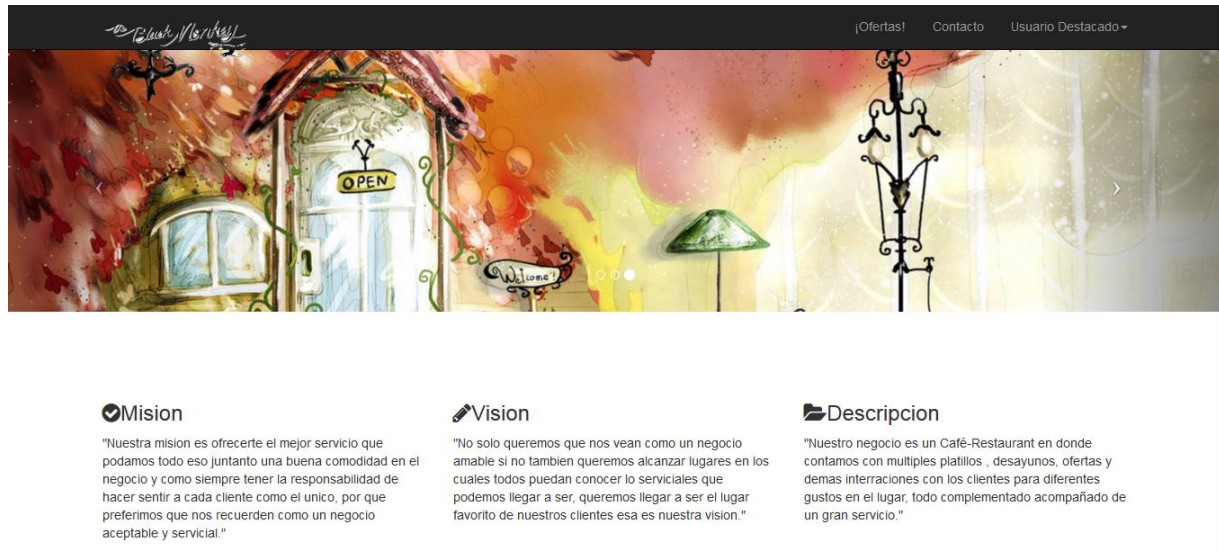 The Black Monkey
¡Ofertas!
Contacto
Usuario Destacado
OPEN
Welcome!
Mision
"Nuestra mision es ofrecerte el mejor servicio que
podamos todo eso juntanto una buena comodidad en el
negocio y como siempre tener la responsabilidad de
hacer sentir a cada cliente como el unico, por que
preferimos que nos recuerden como un negocio
aceptable y servicial."
Vision
"No solo queremos que nos vean como un negocio
amable si no tambien queremos alcanzar lugares en los
cuales todos puedan conocer lo serviciales que
podemos llegar a ser, queremos llegar a ser el lugar
favorito de nuestros clientes esa es nuestra vision."
Descripcion
"Nuestro negocio es un Café-Restaurant en donde
contamos con multiples platillos , desayunos, ofertas y
demas interraciones con los clientes para diferentes
gustos en el lugar, todo complementado acompañado de
un gran servicio."